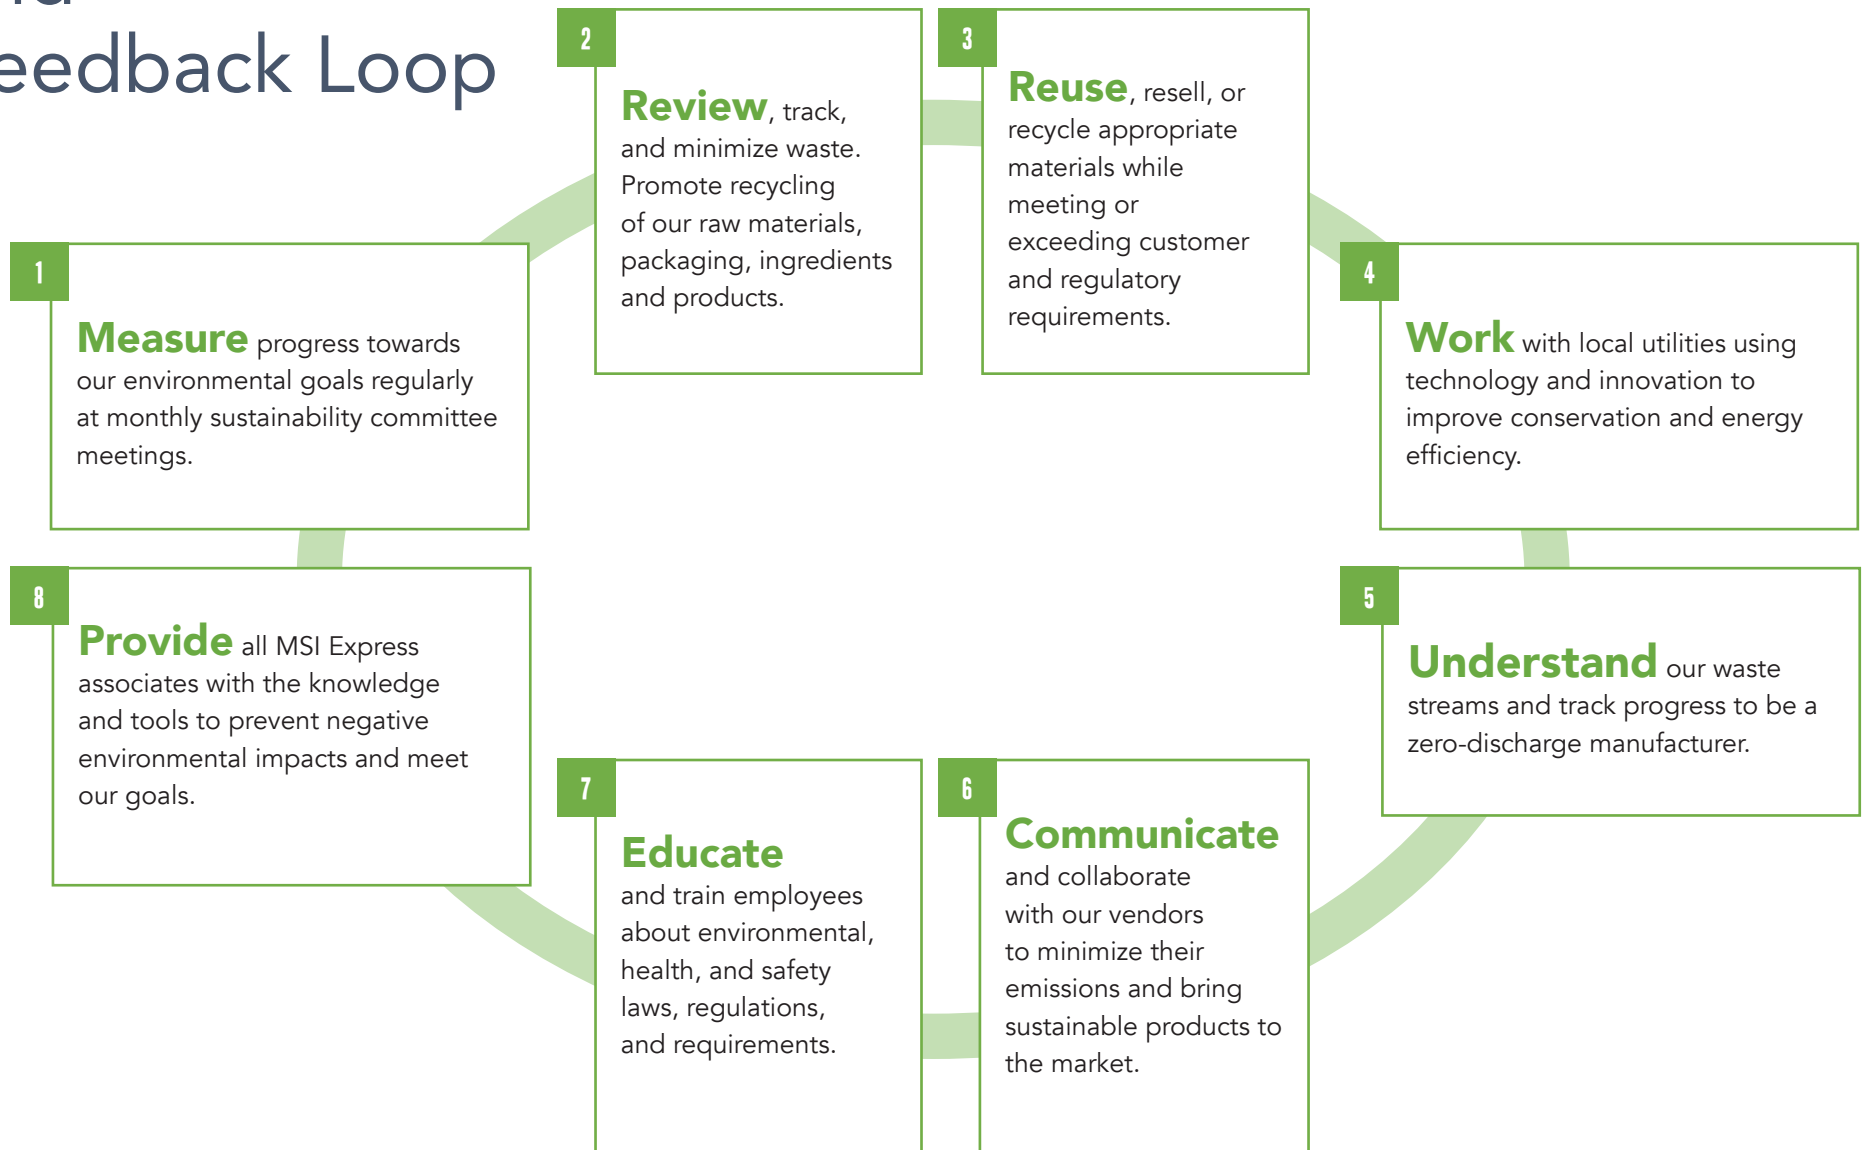 eedback Loop
1
Measure progress towards
our environmental goals regularly
at monthly sustainability committee
meetings.
2
Review, track,
and minimize waste.
Promote recycling
of our raw materials,
packaging, ingredients
and products.
3
Reuse, resell, or
recycle appropriate
materials while
meeting or
exceeding customer
and regulatory
requirements.
4
Work with local utilities using
technology and innovation to
improve conservation and energy
efficiency.
5
Understand our waste
streams and track progress to be a
zero-discharge manufacturer.
6
Communicate
and collaborate
with our vendors
to minimize their
emissions and bring
sustainable products to
the market.
7
Educate
and train employees
about environmental,
health, and safety
laws, regulations,
and requirements.
8
Provide all MSI Express
associates with the knowledge
and tools to prevent negative
environmental impacts and meet
our goals.